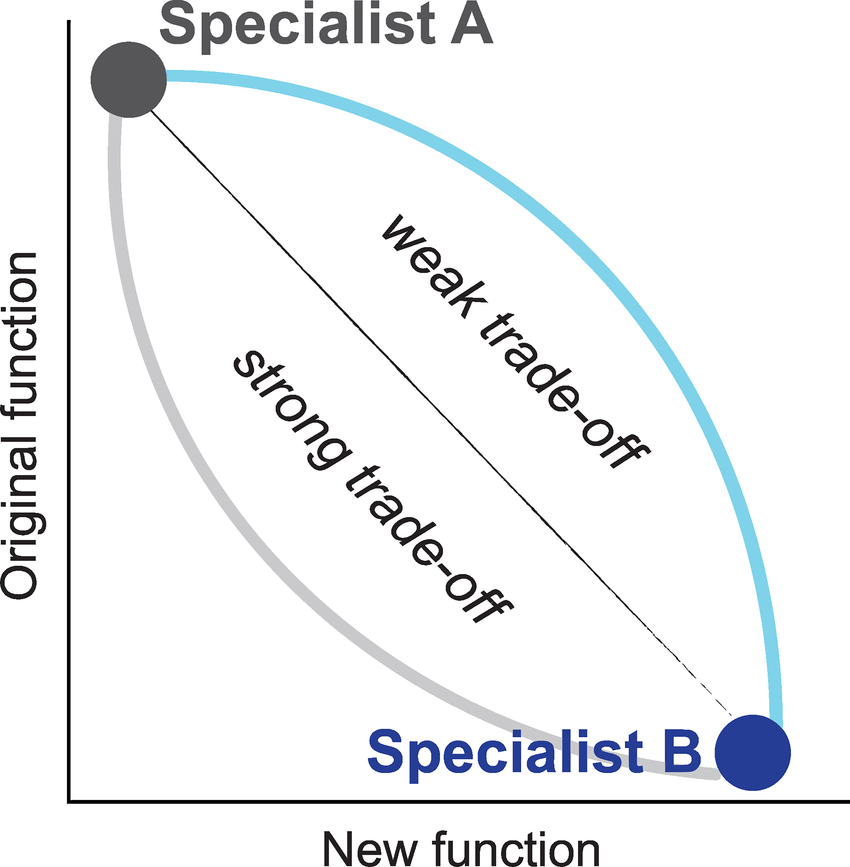 Specialist A
weak trade-off
strong trade-off
Original function
Specialist B
New function